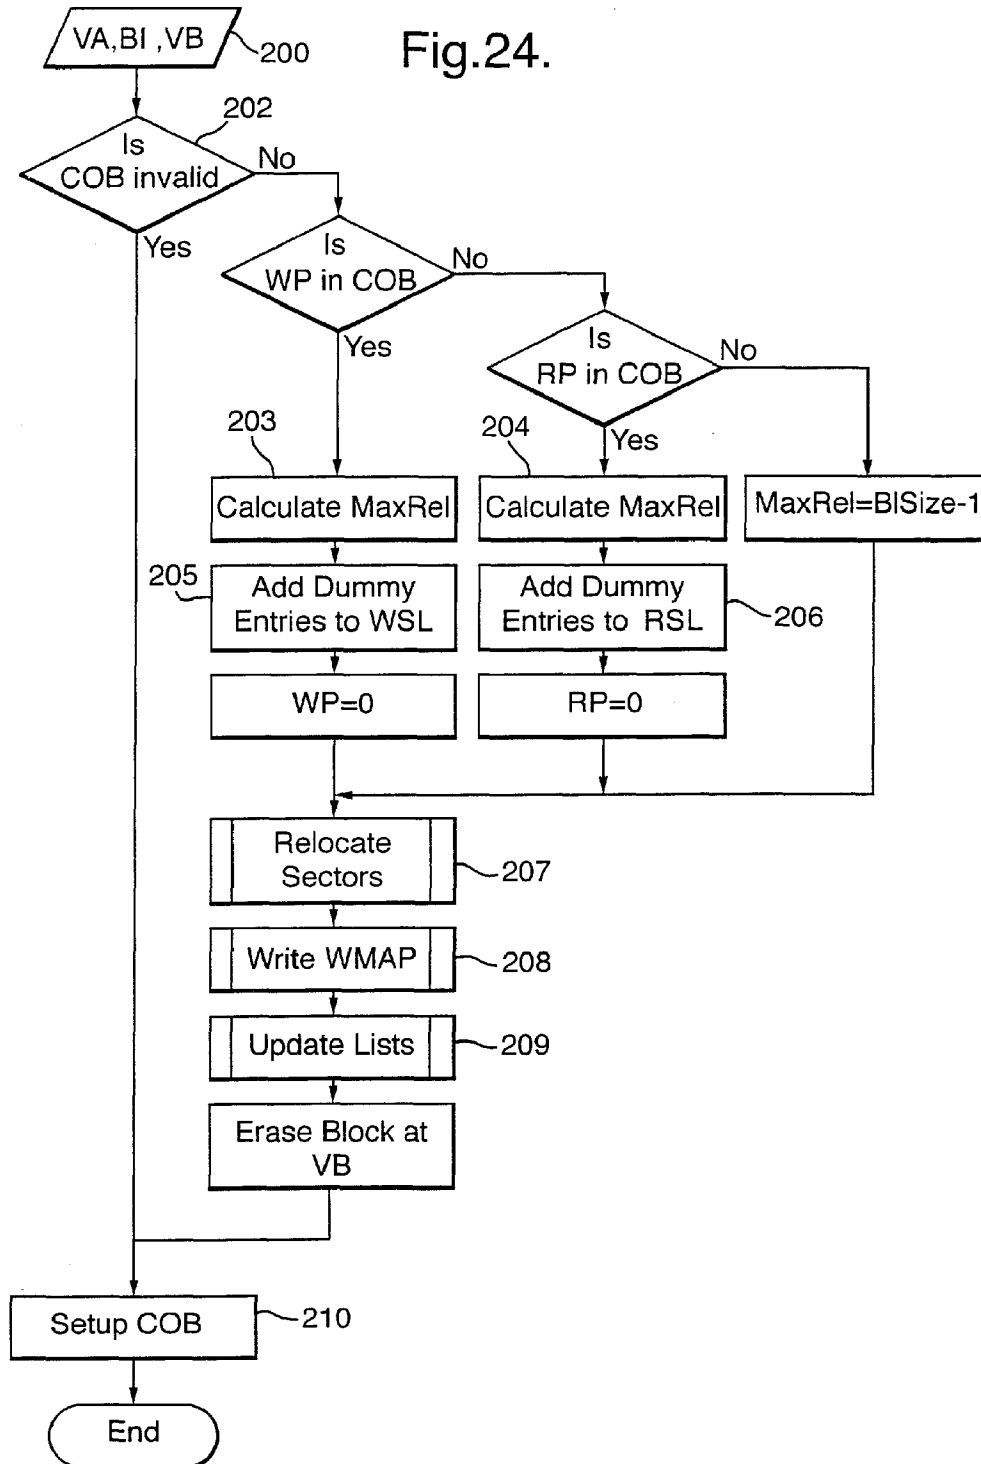 VA,BI ,VB
200
Fig.24.
202
Is
COB invalid
No
Yes
Is
WP in COB
No
Yes
Is
RP in COB
No
Yes
203
204
Calculate MaxRel
Calculate MaxRel
MaxRel=BISize-1
205
Add Dummy
Entries to WSL
Add Dummy
Entries to RSL
206
WP=0
RP=0
Relocate
Sectors
207
Write WMAP
208
Update Lists
209
Erase Block at
VB
Setup COB
210
End